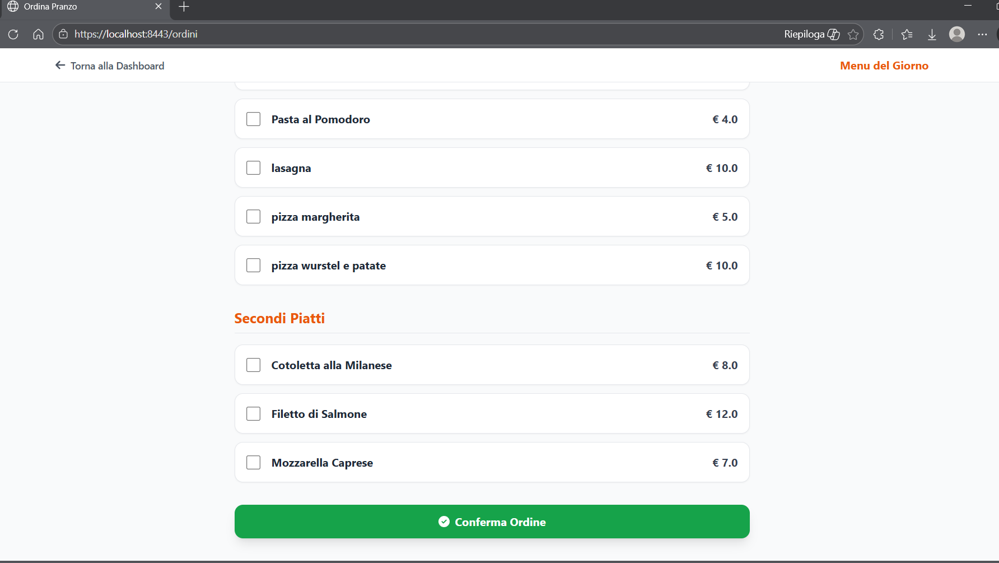 Ordina Pranzo
https://localhost:8443/ordini
Riepiloga
Torna alla Dashboard
Menu del Giorno
Pasta al Pomodoro € 4.0
lasagna € 10.0
pizza margherita € 5.0
pizza wurstel e patate € 10.0
Secondi Piatti
Cotoletta alla Milanese € 8.0
Filetto di Salmone € 12.0
Mozzarella Caprese € 7.0
Conferma Ordine